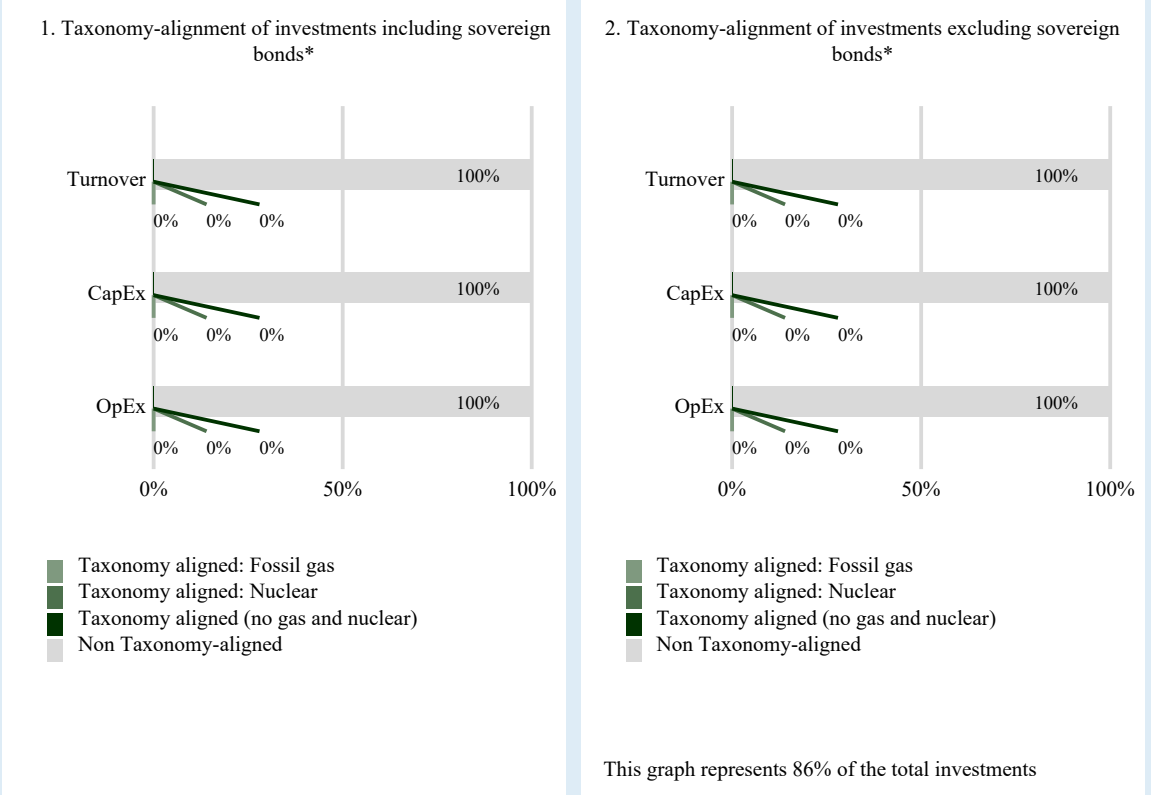 1. Taxonomy-alignment of investments including sovereign
bonds*
Turnover
100%
0% 0% 0%
CapEx
100%
0% 0% 0%
OpEx
100%
0% 0% 0%
0% 50% 100%
Taxonomy aligned: Fossil gas
Taxonomy aligned: Nuclear
Taxonomy aligned (no gas and nuclear)
Non Taxonomy-aligned
2. Taxonomy-alignment of investments excluding sovereign
bonds*
Turnover
100%
0% 0% 0%
CapEx
100%
0% 0% 0%
OpEx
100%
0% 0% 0%
0% 50% 100%
Taxonomy aligned: Fossil gas
Taxonomy aligned: Nuclear
Taxonomy aligned (no gas and nuclear)
Non Taxonomy-aligned
This graph represents 86% of the total investments